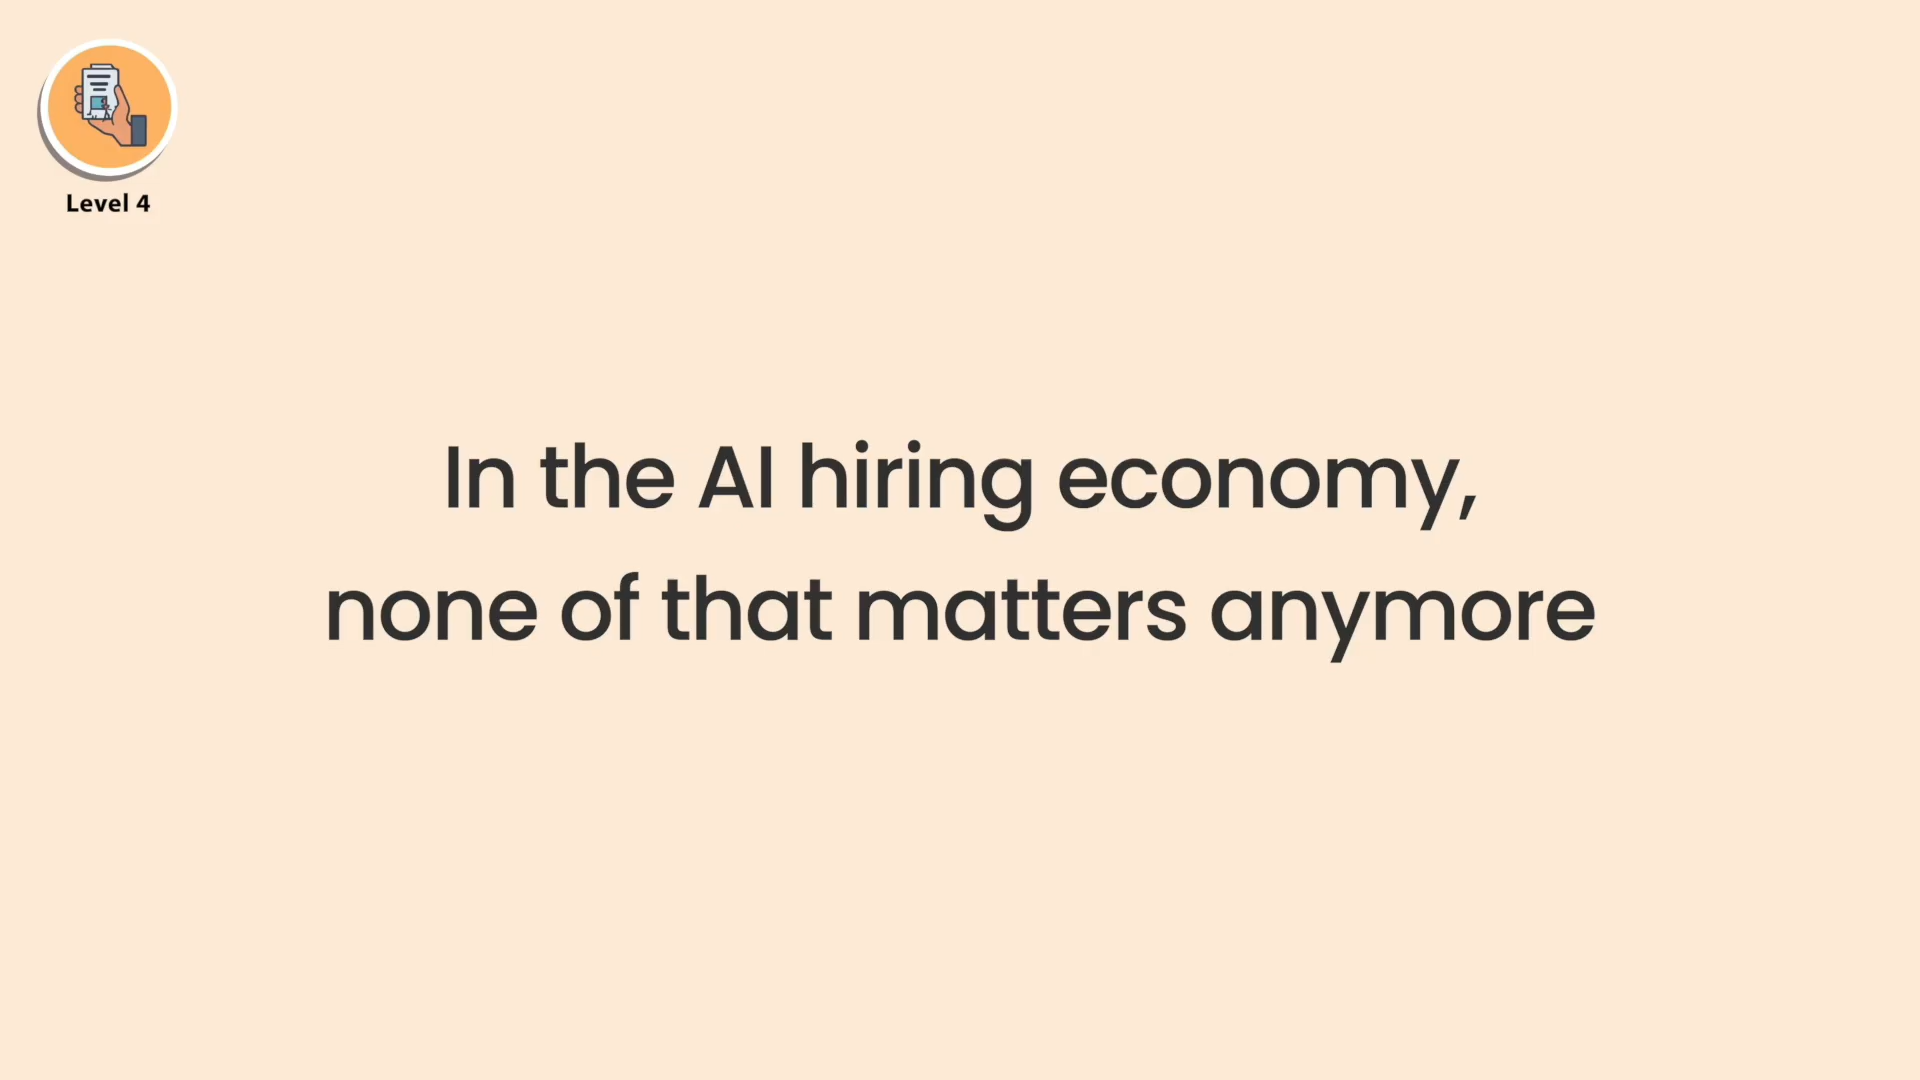 Level 4
In the AI hiring economy,
none of that matters anymore